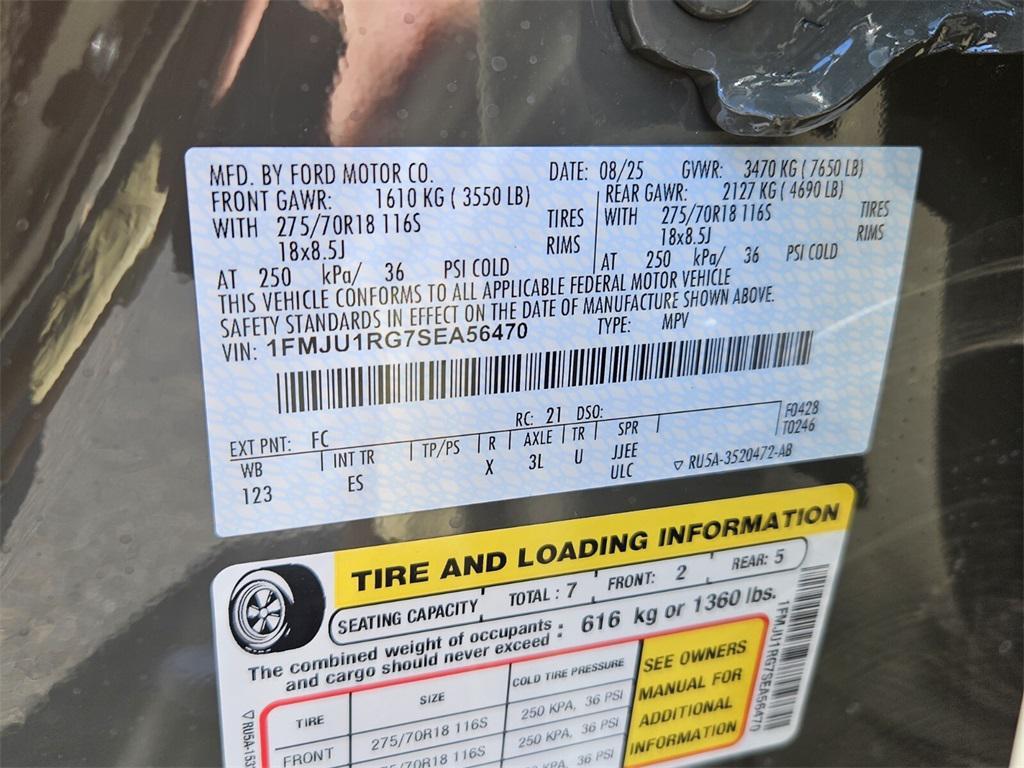 MFD. BY FORD MOTOR CO. DATE: 08/25 GVWR: 3470 KG ( 7650 LB)
FRONT GAWR: 1610 KG ( 3550 LB) REAR GAWR: 2127 KG ( 4690 LB)
WITH 275/70R18 116S TIRES WITH 275/70R18 116S TIRES
18x8.5J RIMS 18x8.5J RIMS
AT 250 kPa/ 36 PSI COLD AT 250 kPa/ 36 PSI COLD
THIS VEHICLE CONFORMS TO ALL APPLICABLE FEDERAL MOTOR VEHICLE
SAFETY STANDARDS IN EFFECT ON THE DATE OF MANUFACTURE SHOWN ABOVE.
VIN: 1FMJU1RG7SEA56470 TYPE: MPV
EXT PNT: FC RC: 21 DSO: F0428
WB INT TR TP/PS R AXLE TR SPR T0246
123 ES X 3L U JJEE
ULC RU5A-3520472-AB
TIRE AND LOADING INFORMATION
SEATING CAPACITY TOTAL : 7 FRONT: 2 REAR: 5
The combined weight of occupants and cargo should never exceed : 616 kg or 1360 lbs.
TIRE SIZE COLD TIRE PRESSURE
FRONT 275/70R18 116S 250 KPA, 36 PSI
275/70R18 116S 250 KPA, 36 PSI
36 PSI
SEE OWNERS
MANUAL FOR
ADDITIONAL
INFORMATION
1FMJU1RG7SEA56470